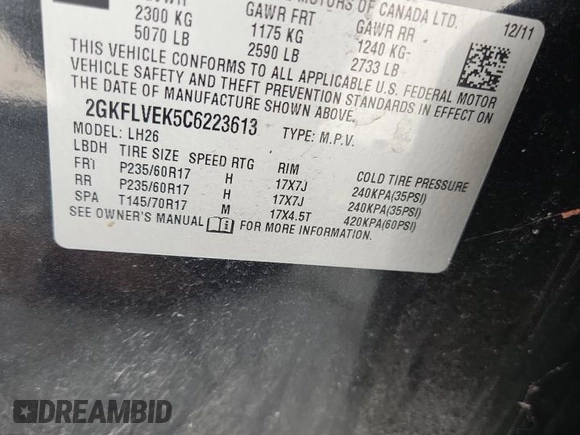 MOTORS OF CANADA LTD.
GAWR FRT GAWR RR 12/11
2300 KG 1175 KG 1240 KG
5070 LB 2590 LB 2733 LB
THIS VEHICLE CONFORMS TO ALL APPLICABLE U.S. FEDERAL MOTOR
VEHICLE SAFETY AND THEFT PREVENTION STANDARDS IN
EFFECT ON THE DATE OF MANUFACTURE SHOWN ABOVE.
2GKFLVEK5C6223613 TYPE: M.P.V.
MODEL: LH26
LBDH TIRE SIZE SPEED RTG RIM COLD TIRE PRESSURE
FRT P235/60R17 H 17X7J 240KPA(35PSI)
RR P235/60R17 H 17X7J 240KPA(35PSI)
SPA T145/70R17 M 17X4.5T 420KPA(60PSI)
SEE OWNER'S MANUAL FOR MORE INFORMATION.
DREAMBID